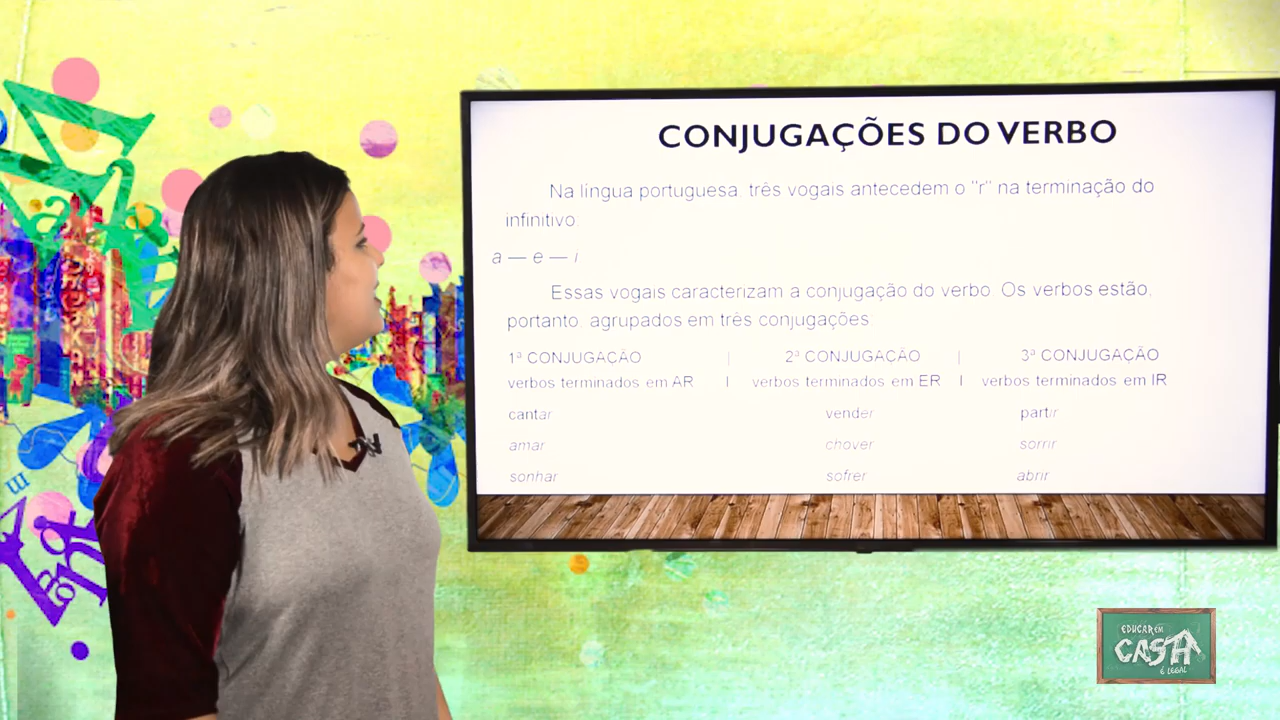 CONJUGAÇÕES DO VERBO
Na língua portuguesa, três vogais antecedem o "r" na terminação do
infinitivo:
a — e — i
Essas vogais caracterizam a conjugação do verbo. Os verbos estão,
portanto, agrupados em três conjugações:
1ª CONJUGAÇÃO | 2ª CONJUGAÇÃO | 3ª CONJUGAÇÃO
verbos terminados em AR | verbos terminados em ER | verbos terminados em IR
cantar vender partir
amar chover sorrir
sonhar sofrer abrir
EDUCAR EM
CASA
É LEGAL